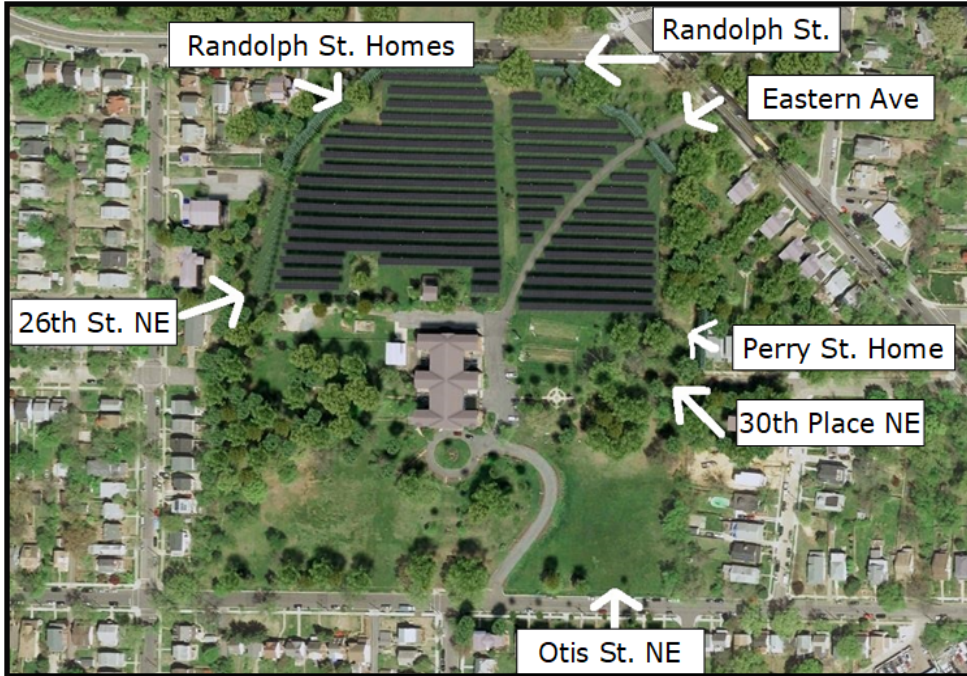 Randolph St. Homes
Randolph St.
Eastern Ave
26th St. NE
Perry St. Home
30th Place NE
Otis St. NE